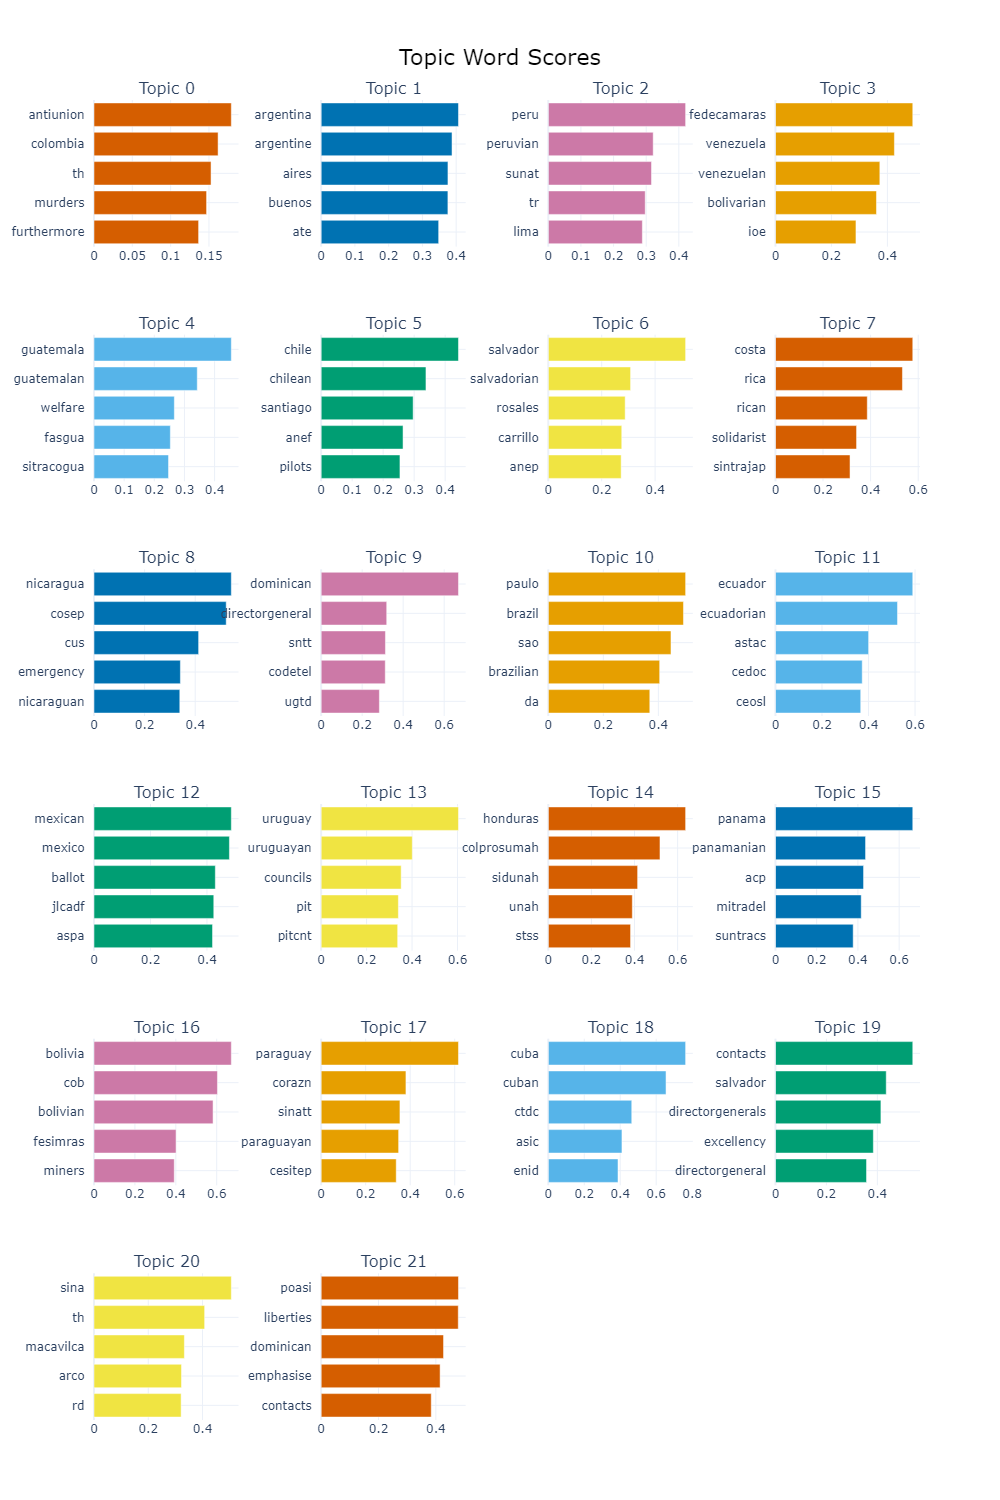 Topic Word Scores
Topic 0
antiunion
colombia
th
murders
furthermore
0 0.05 0.1 0.15
Topic 1
argentina
argentine
aires
buenos
ate
0 0.1 0.2 0.3 0.4
Topic 2
peru
peruvian
sunat
tr
lima
0 0.1 0.2 0.3 0.4
Topic 3
fedecamaras
venezuela
venezuelan
bolivarian
ioe
0 0.2 0.4
Topic 4
guatemala
guatemalan
welfare
fasgua
sitracogua
0 0.1 0.2 0.3 0.4
Topic 5
chile
chilean
santiago
anef
pilots
0 0.1 0.2 0.3 0.4
Topic 6
salvador
salvadorian
rosales
carrillo
anep
0 0.2 0.4
Topic 7
costa
rica
rican
solidarist
sintrajap
0 0.2 0.4 0.6
Topic 8
nicaragua
cosep
cus
emergency
nicaraguan
0 0.2 0.4
Topic 9
dominican
directorgeneral
sntt
codetel
ugtd
0 0.2 0.4 0.6
Topic 10
paulo
brazil
sao
brazilian
da
0 0.2 0.4
Topic 11
ecuador
ecuadorian
astac
cedoc
ceosl
0 0.2 0.4 0.6
Topic 12
mexican
mexico
ballot
jlcadf
aspa
0 0.2 0.4
Topic 13
uruguay
uruguayan
councils
pit
pitcnt
0 0.2 0.4 0.6
Topic 14
honduras
colprosumah
sidunah
unah
stss
0 0.2 0.4 0.6
Topic 15
panama
panamanian
acp
mitradel
suntracs
0 0.2 0.4 0.6
Topic 16
bolivia
cob
bolivian
fesimras
miners
0 0.2 0.4 0.6
Topic 17
paraguay
corazn
sinatt
paraguayan
cesitep
0 0.2 0.4 0.6
Topic 18
cuba
cuban
ctdc
asic
enid
0 0.2 0.4 0.6 0.8
Topic 19
contacts
salvador
directorgenerals
excellency
directorgeneral
0 0.2 0.4
Topic 20
sina
th
macavilca
arco
rd
0 0.2 0.4
Topic 21
poasi
liberties
dominican
emphasise
contacts
0 0.2 0.4